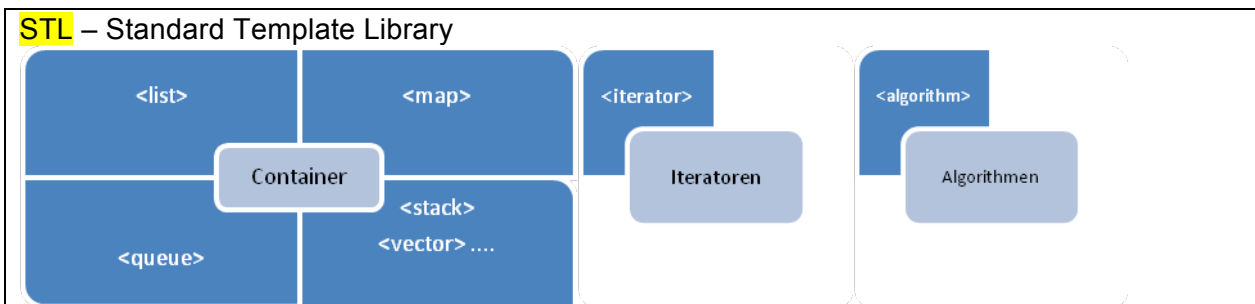 STL – Standard Template Library
<list>
<map>
Container
<queue>
<stack>
<vector> ....
<iterator>
Iteratoren
<algorithm>
Algorithmen